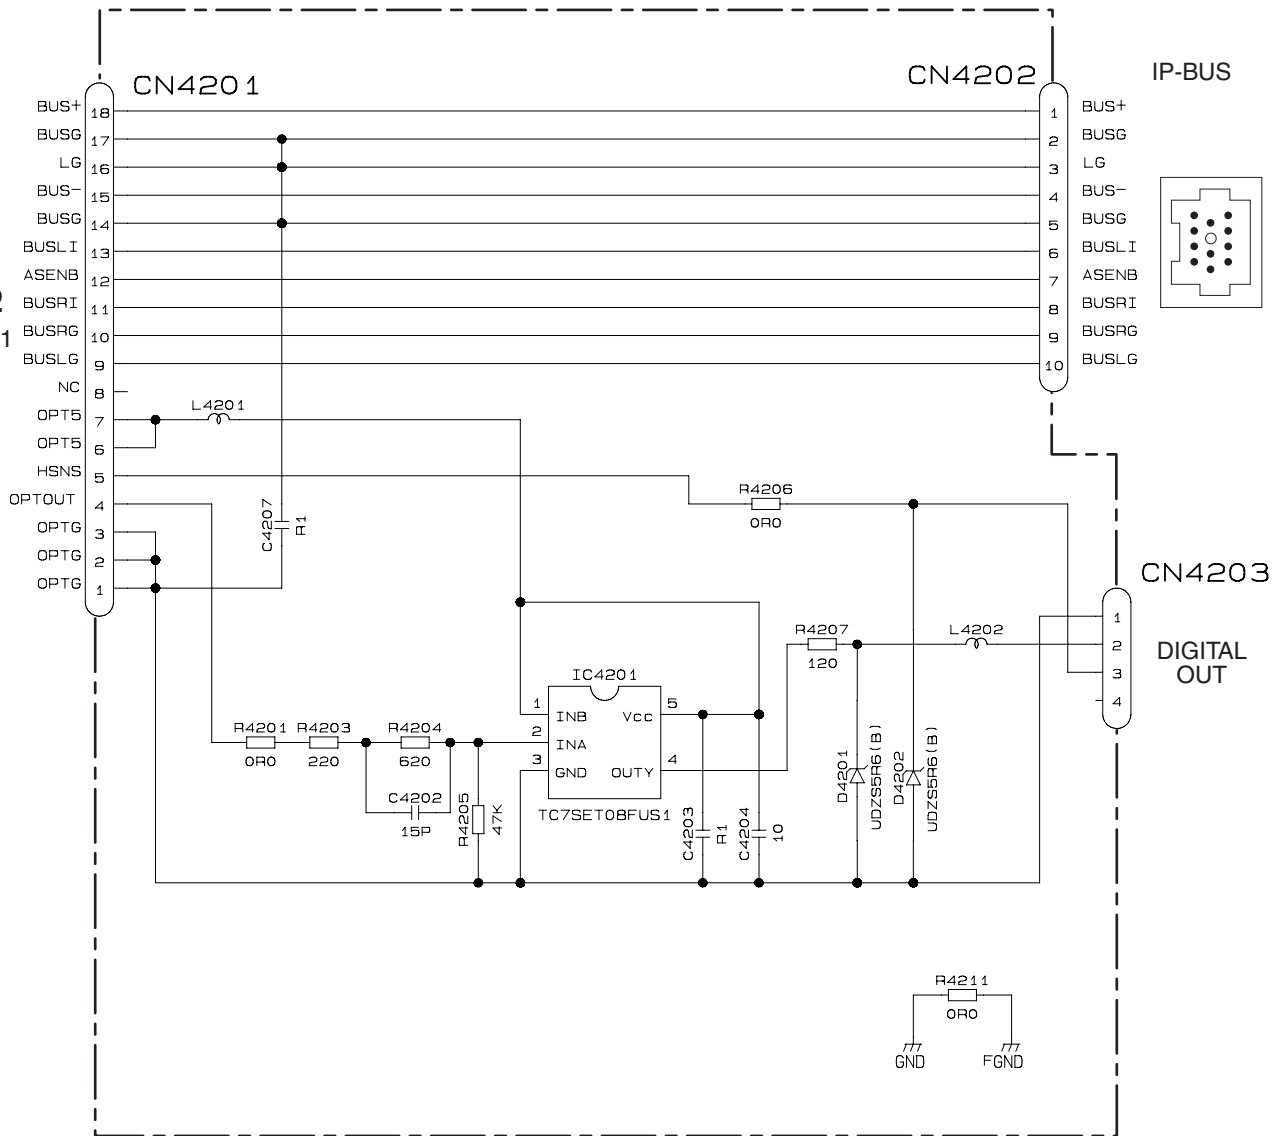 CN4201
CN4202
IP-BUS
BUS+ 18
BUSG 17
LG 16
BUS- 15
BUSG 14
BUSLI 13
ASENB 12
BUSRI 11
BUSRG 10
BUSLG 9
NC 8
OPT5 7
OPT5 6
HSNS 5
OPTOUT 4
OPTG 3
OPTG 2
OPTG 1
1
1 BUS+
2 BUSG
3 LG
4 BUS-
5 BUSG
6 BUSLI
7 ASENB
8 BUSRI
9 BUSRG
10 BUSLG
L4201
C4207
R1
R4206
0R0
CN4203
1
2
3
4
DIGITAL
OUT
R4207
120
L4202
IC4201
1 INB Vcc 5
2 INA
3 GND OUTY 4
TC7SET08FUS1
R4201
0R0
R4203
220
R4204
620
C4202
15P
R4205
47K
C4203
R1
C4204
10
D4201
UDZS5R6(B)
D4202
UDZS5R6(B)
R4211
0R0
GND
FGND